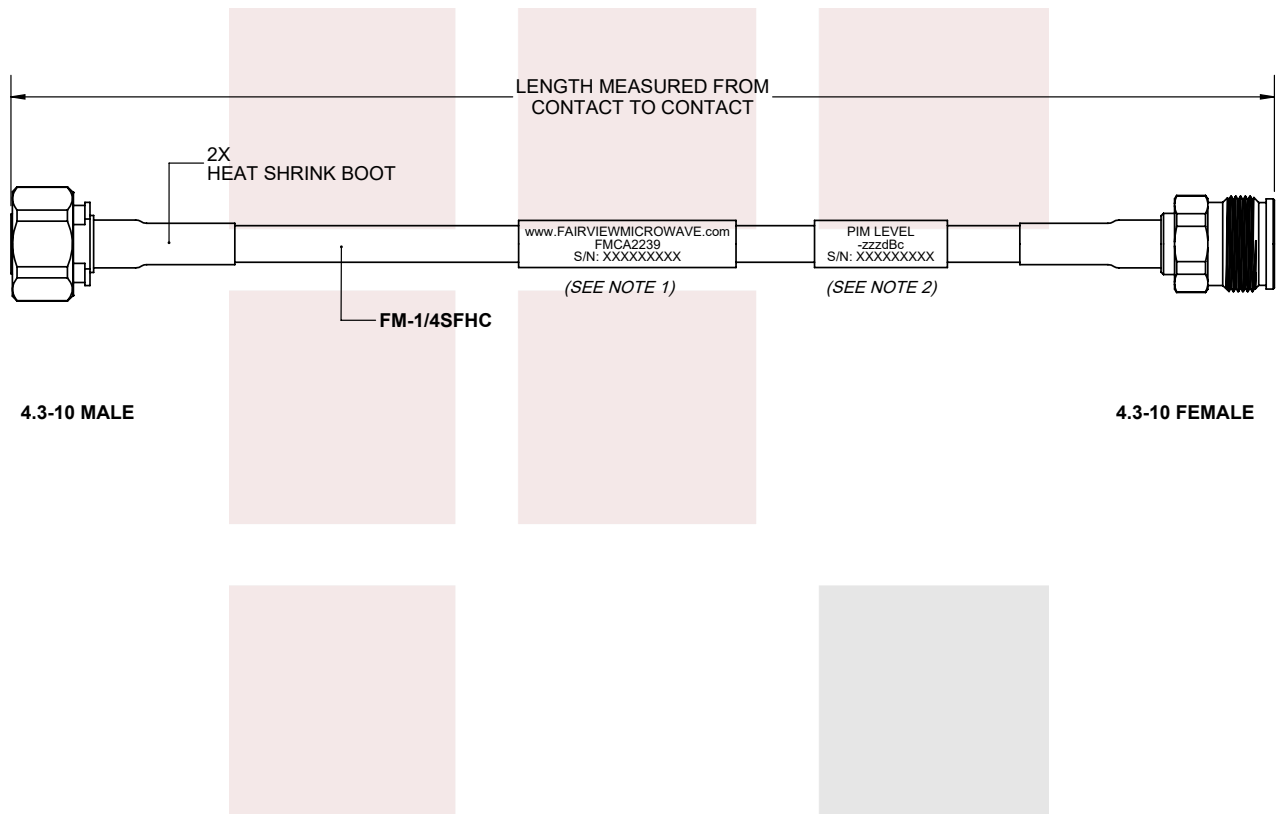 LENGTH MEASURED FROM
CONTACT TO CONTACT
2X
HEAT SHRINK BOOT
www.FAIRVIEWMICROWAVE.com
FMCA2239
S/N: XXXXXXXXX
PIM LEVEL
-zzzdBc
S/N: XXXXXXXXX
(SEE NOTE 1)
(SEE NOTE 2)
FM-1/4SFHC
4.3-10 MALE
4.3-10 FEMALE